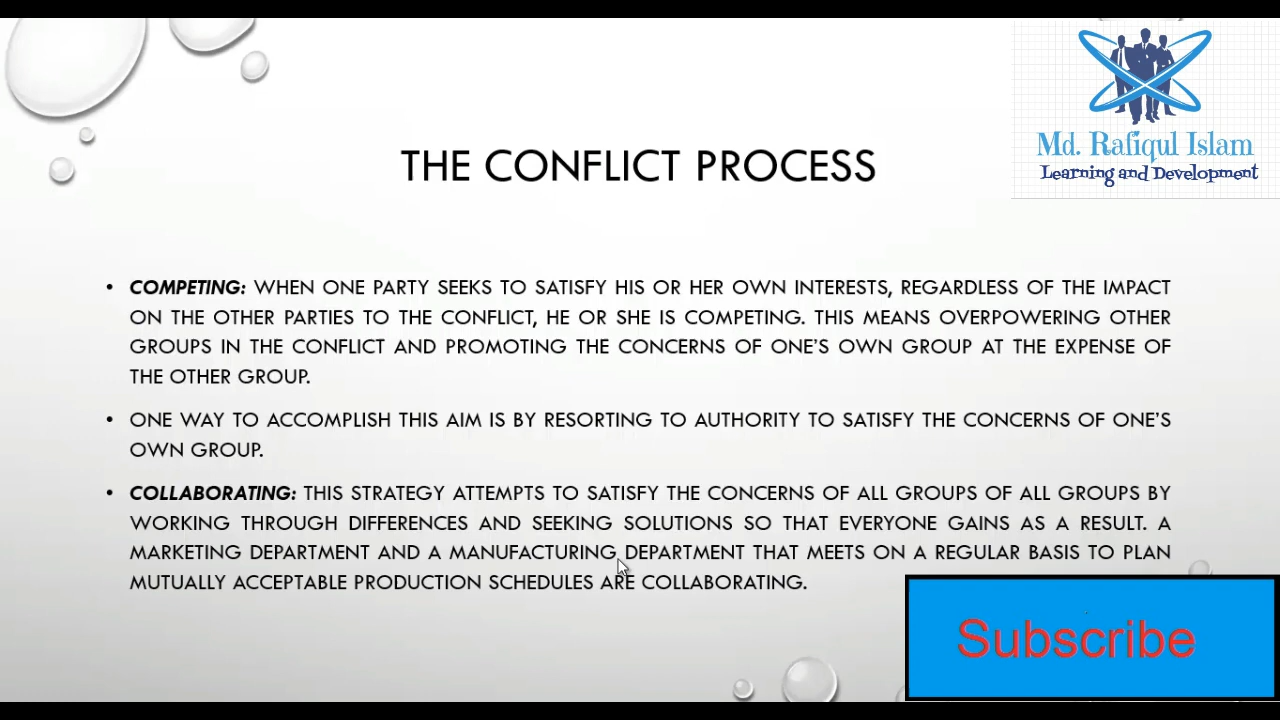 Md. Rafiqul Islam
Learning and Development
THE CONFLICT PROCESS
• COMPETING: WHEN ONE PARTY SEEKS TO SATISFY HIS OR HER OWN INTERESTS, REGARDLESS OF THE IMPACT
ON THE OTHER PARTIES TO THE CONFLICT, HE OR SHE IS COMPETING. THIS MEANS OVERPOWERING OTHER
GROUPS IN THE CONFLICT AND PROMOTING THE CONCERNS OF ONE'S OWN GROUP AT THE EXPENSE OF
THE OTHER GROUP.
• ONE WAY TO ACCOMPLISH THIS AIM IS BY RESORTING TO AUTHORITY TO SATISFY THE CONCERNS OF ONE'S
OWN GROUP.
• COLLABORATING: THIS STRATEGY ATTEMPTS TO SATISFY THE CONCERNS OF ALL GROUPS OF ALL GROUPS BY
WORKING THROUGH DIFFERENCES AND SEEKING SOLUTIONS SO THAT EVERYONE GAINS AS A RESULT. A
MARKETING DEPARTMENT AND A MANUFACTURING DEPARTMENT THAT MEETS ON A REGULAR BASIS TO PLAN
MUTUALLY ACCEPTABLE PRODUCTION SCHEDULES ARE COLLABORATING.
Subscribe